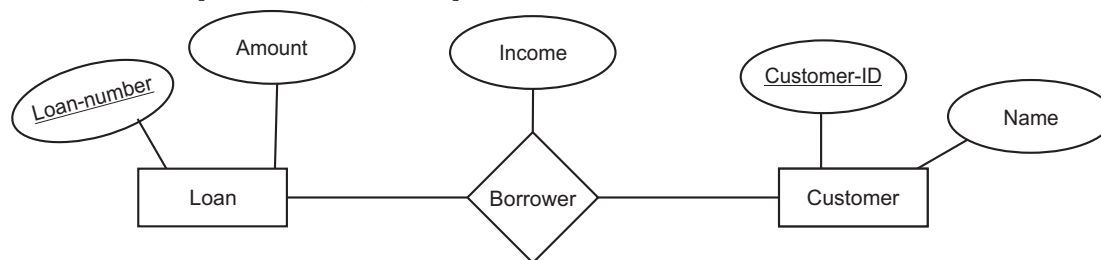 Amount
Income
Loan-number
Customer-ID
Name
Loan
Borrower
Customer